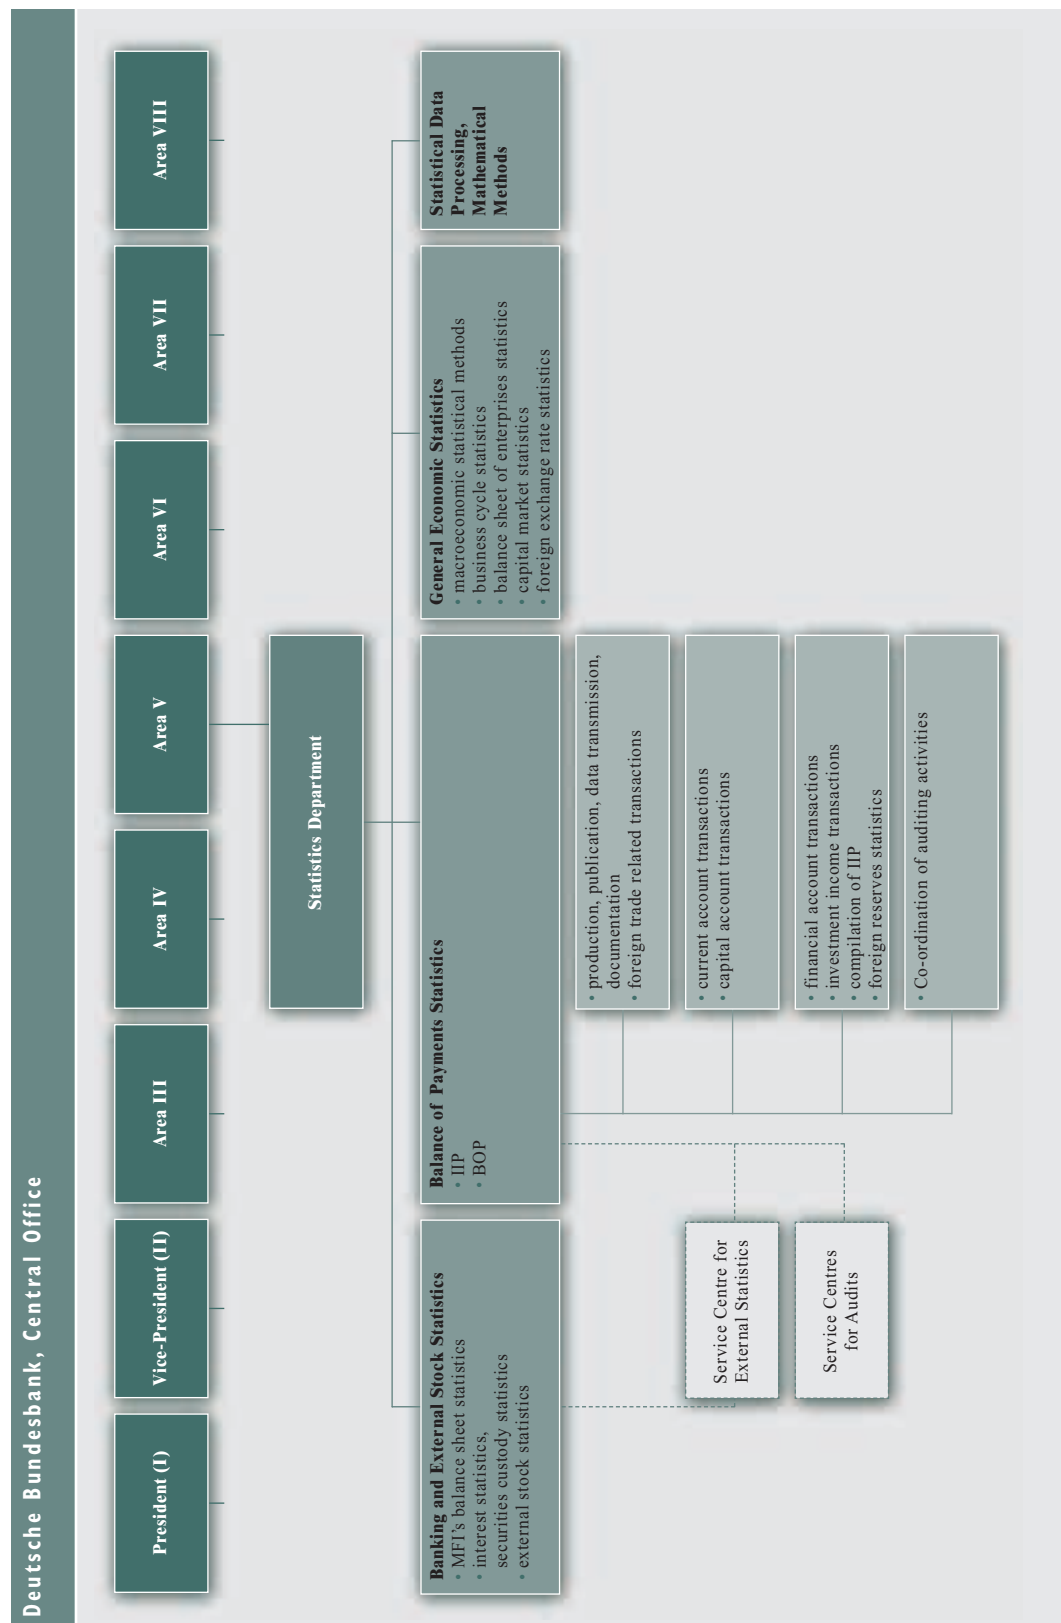 Deutsche Bundesbank, Central Office
President (I)
Vice-President (II)
Area III
Area IV
Area V
Area VI
Area VII
Area VIII
Statistics Department
Banking and External Stock Statistics
• MFI's balance sheet statistics
• interest statistics,
securities custody statistics
• external stock statistics
Balance of Payments Statistics
• IIP
• BOP
General Economic Statistics
• macroeconomic statistical methods
• business cycle statistics
• balance sheet of enterprises statistics
• capital market statistics
• foreign exchange rate statistics
Statistical Data
Processing,
Mathematical
Methods
• production, publication, data transmission,
documentation
• foreign trade related transactions
• current account transactions
• capital account transactions
• financial account transactions
• investment income transactions
• compilation of IIP
• foreign reserves statistics
• Co-ordination of auditing activities
Service Centre for
External Statistics
Service Centres
for Audits